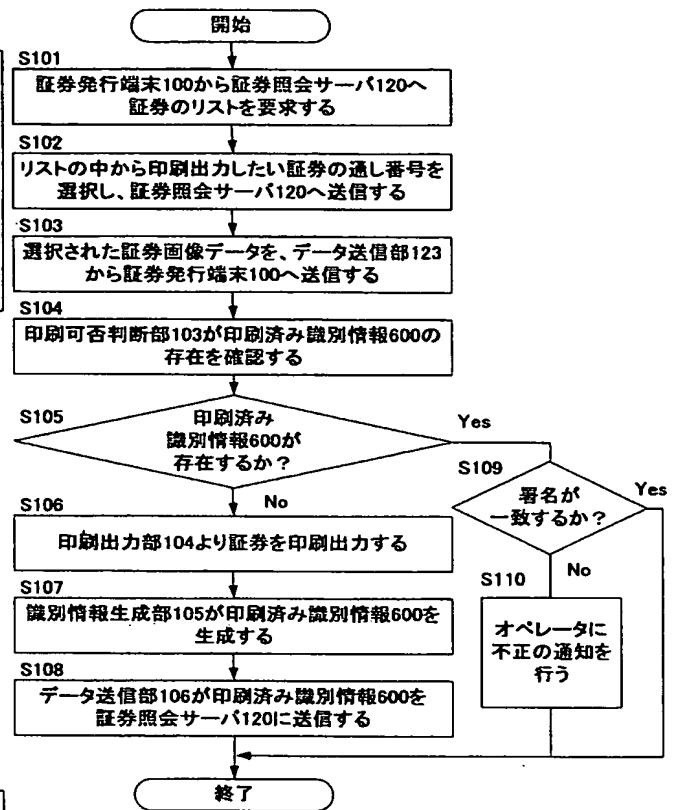 開始
S101
証券発行端末100から証券照会サーバ120へ
証券のリストを要求する
S102
リストの中から印刷出力したい証券の通し番号を
選択し、証券照会サーバ120へ送信する
S103
選択された証券画像データを、データ送信部123
から証券発行端末100へ送信する
S104
印刷可否判断部103が印刷済み識別情報600の
存在を確認する
S105
印刷済み
識別情報600が
存在するか？
Yes
No
S109
署名が
一致するか？
Yes
No
S106
印刷出力部104より証券を印刷出力する
S107
識別情報生成部105が印刷済み識別情報600を
生成する
S110
オペレータに
不正の通知を
行う
S108
データ送信部106が印刷済み識別情報600を
証券照会サーバ120に送信する
終了